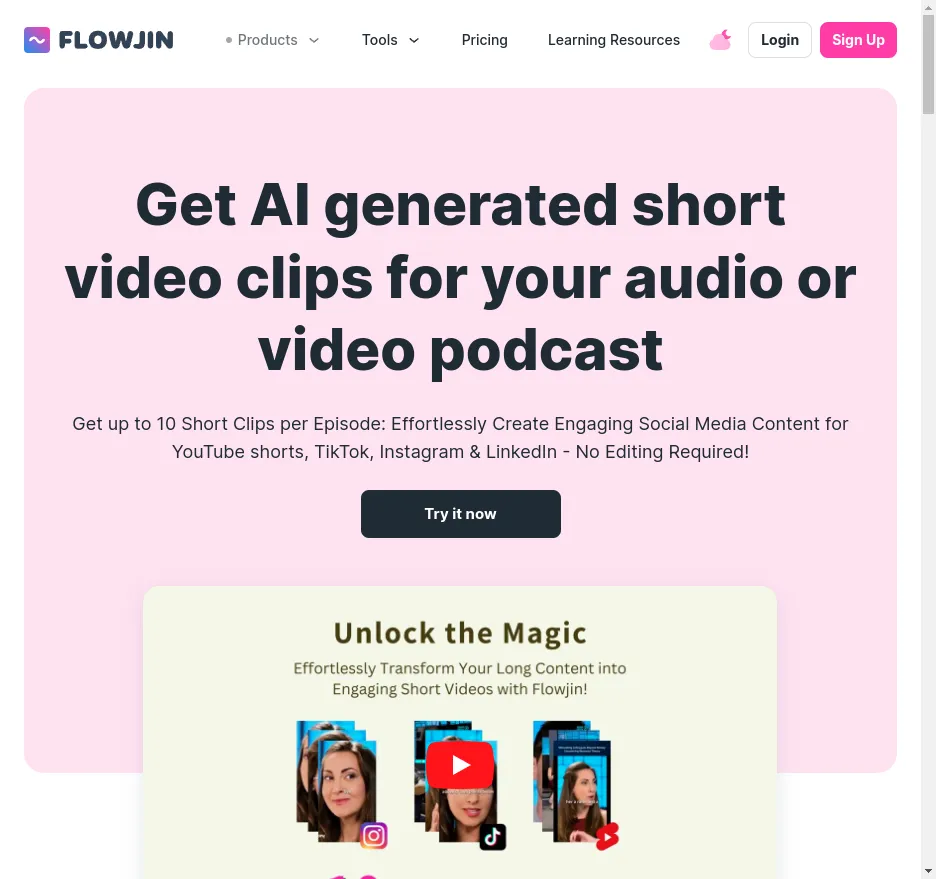 FLOWJIN
Products
Tools
Pricing
Learning Resources
Login
Sign Up
Get AI generated short
video clips for your audio or
video podcast
Get up to 10 Short Clips per Episode: Effortlessly Create Engaging Social Media Content for
YouTube shorts, TikTok, Instagram & LinkedIn - No Editing Required!
Try it now
Unlock the Magic
Effortlessly Transform Your Long Content into
Engaging Short Videos with Flowjin!